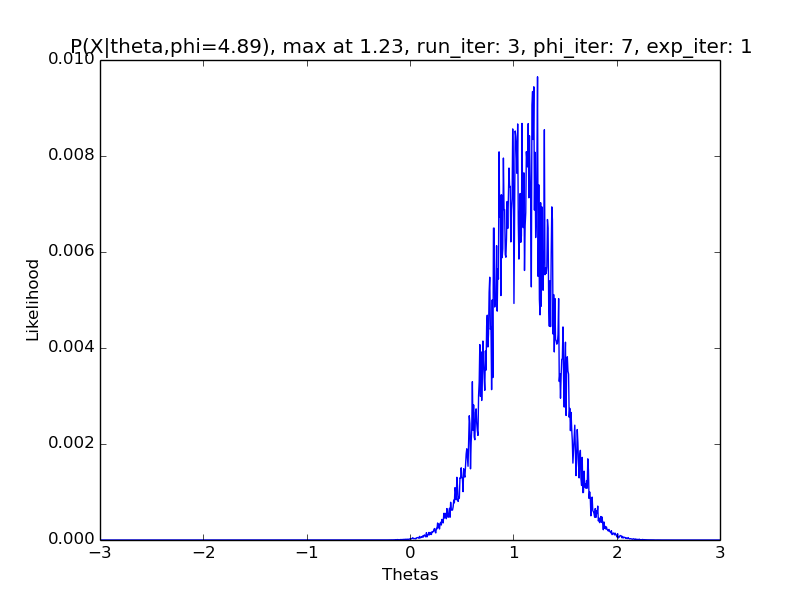 P(X|theta,phi=4.89), max at 1.23, run_iter: 3, phi_iter: 7, exp_iter: 1
0.010
0.008
0.006
0.004
0.002
0.000
Likelihood
−3 −2 −1 0 1 2 3
Thetas